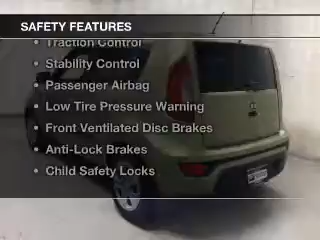 SAFETY FEATURES
• Traction Control
• Stability Control
• Passenger Airbag
• Low Tire Pressure Warning
• Front Ventilated Disc Brakes
• Anti-Lock Brakes
• Child Safety Locks